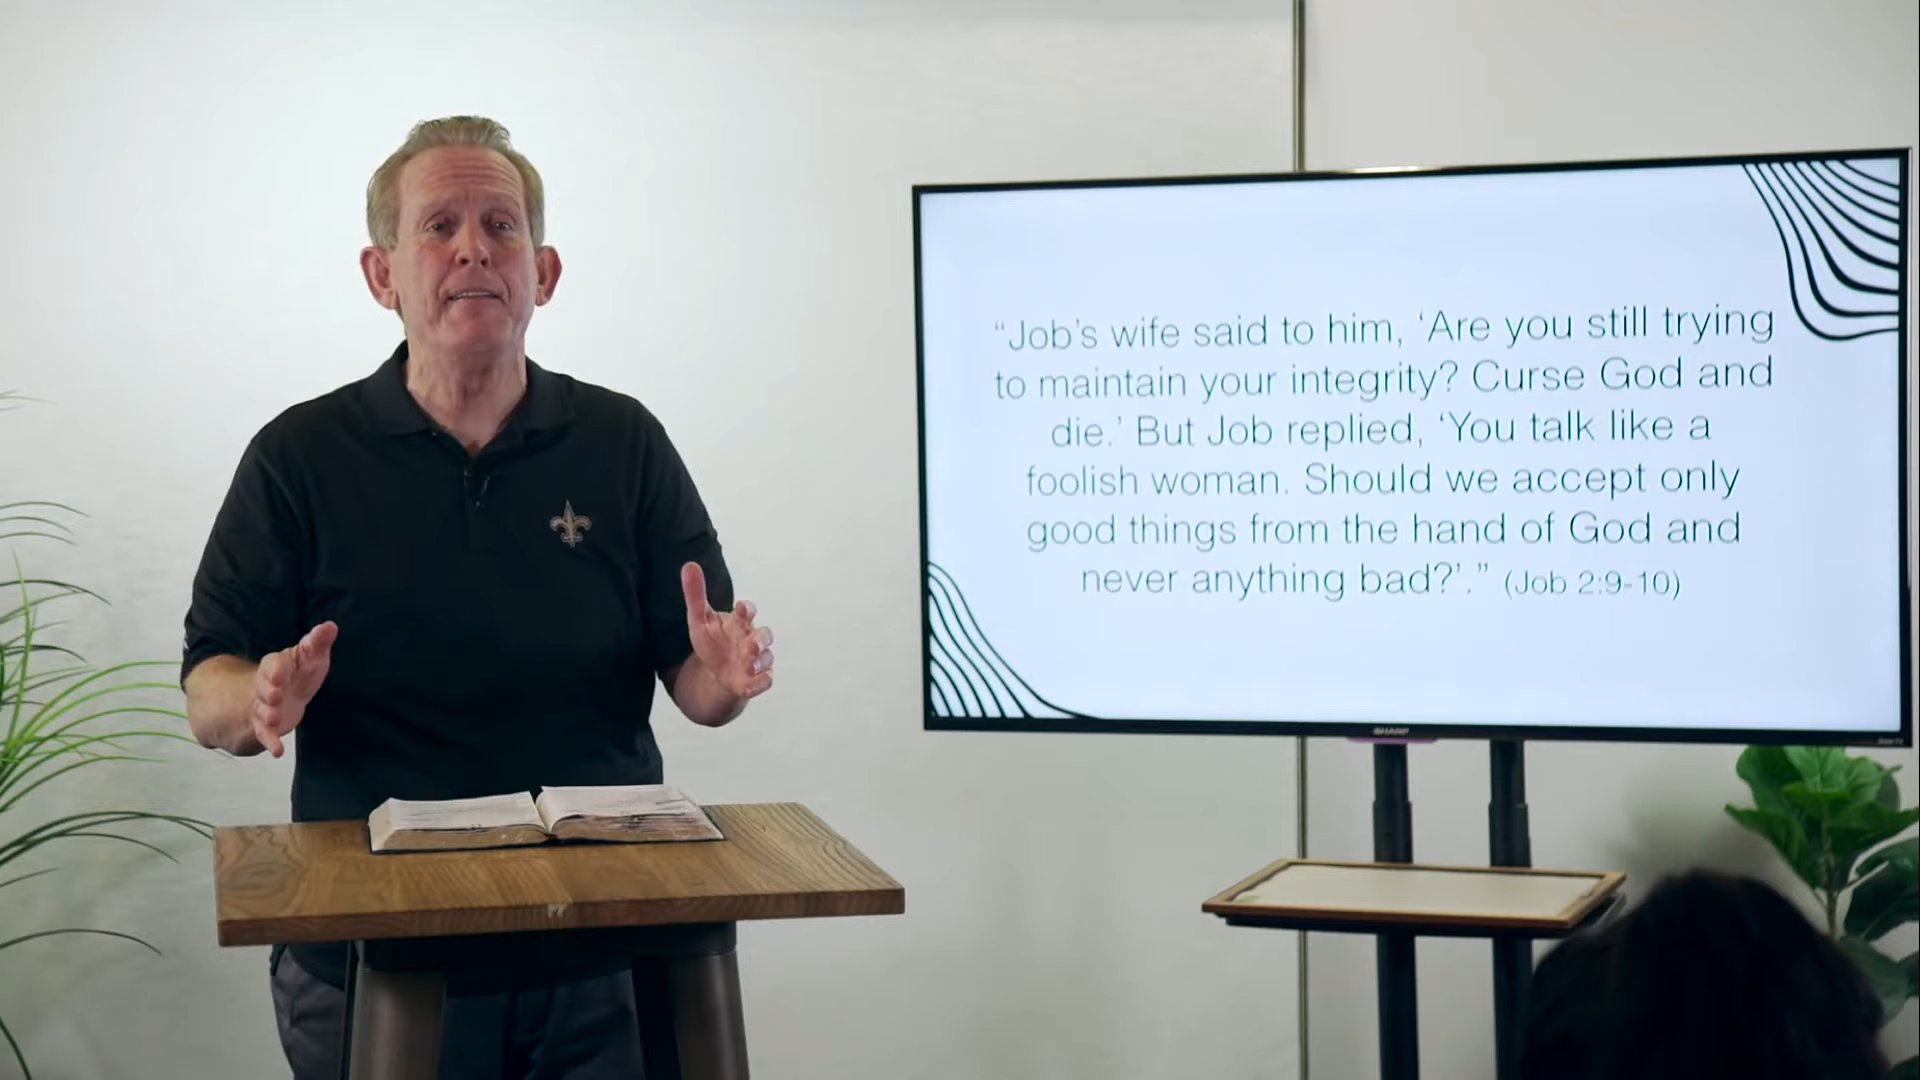 “Job’s wife said to him, ‘Are you still trying
to maintain your integrity? Curse God and
die.’ But Job replied, ‘You talk like a
foolish woman. Should we accept only
good things from the hand of God and
never anything bad?’.” (Job 2:9-10)
SHARP